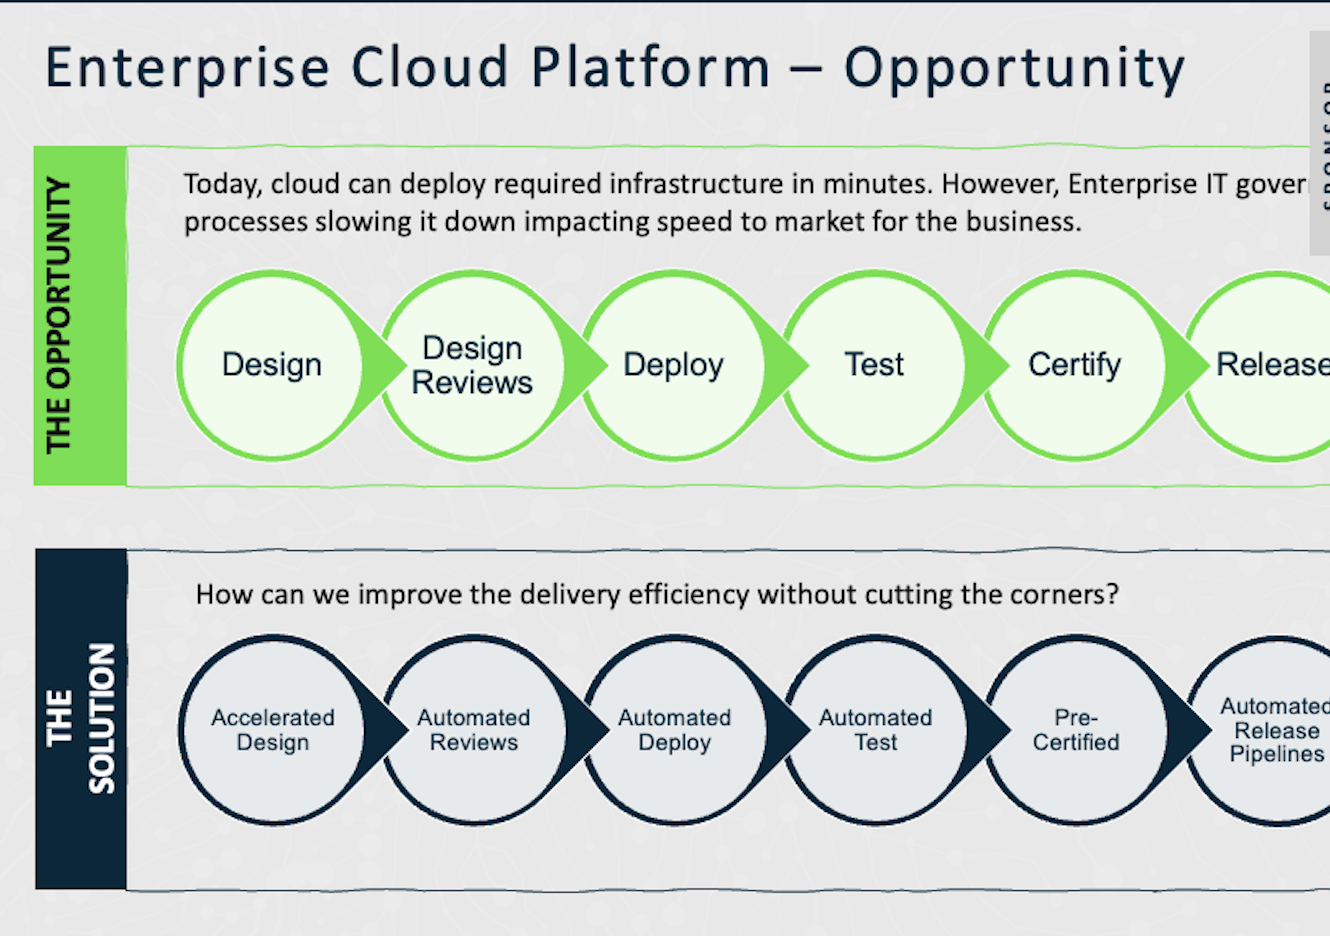 Enterprise Cloud Platform – Opportunity
SPONSOR
THE OPPORTUNITY
Today, cloud can deploy required infrastructure in minutes. However, Enterprise IT
processes slowing it down impacting speed to market for the business.
Design
Design
Reviews
Deploy
Test
Certify
Release
THE
SOLUTION
How can we improve the delivery efficiency without cutting the corners?
Accelerated
Design
Automated
Reviews
Automated
Deploy
Automated
Test
Pre-
Certified
Automated
Release
Pipelines